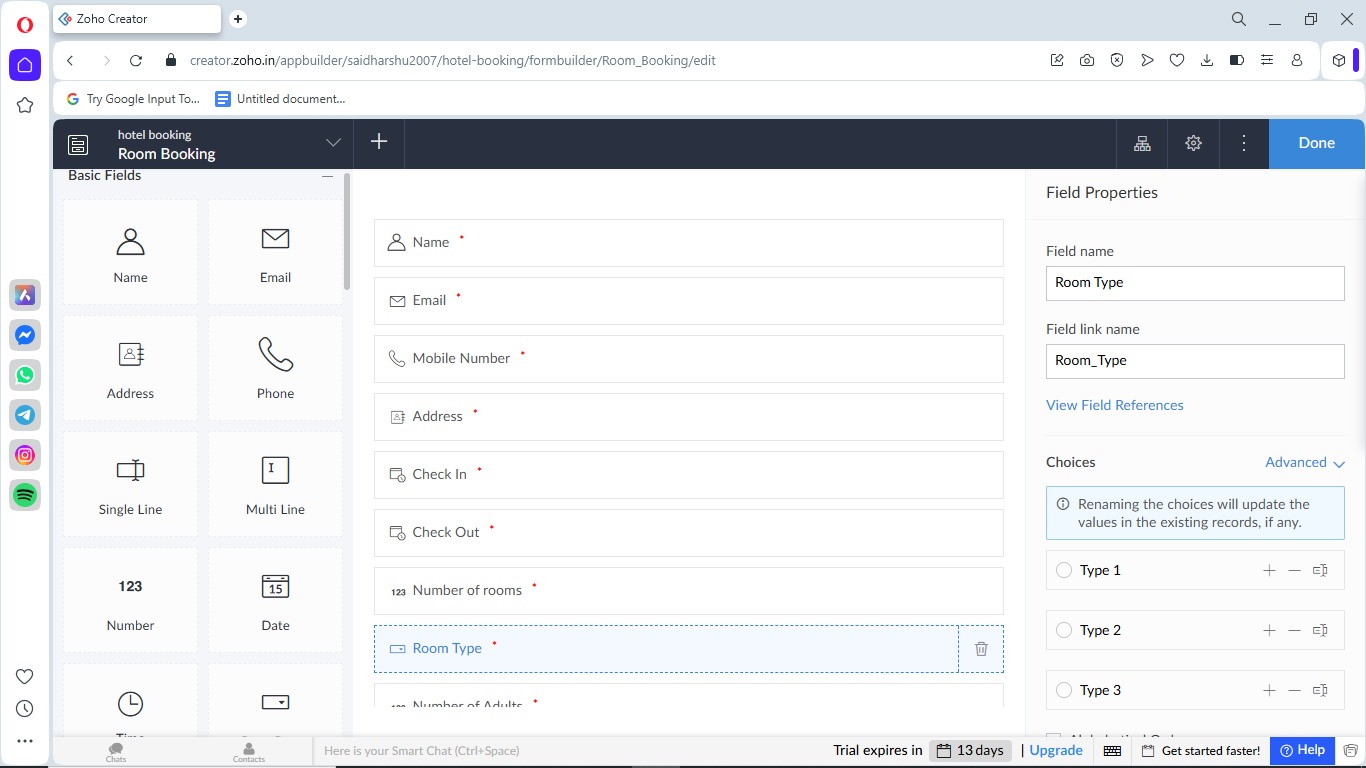 Zoho Creator
creator.zoho.in/appbuilder/saidharshu2007/hotel-booking/formbuilder/Room_Booking/edit
Try Google Input To...
Untitled document...
hotel booking
Room Booking
Done
Basic Fields
Name
Email
Address
Phone
Single Line
Multi Line
123
Number
15
Date
Time
Name *
Email *
Mobile Number *
Address *
Check In *
Check Out *
123 Number of rooms *
Room Type *
123 Number of Adults *
Field Properties
Field name
Room Type
Field link name
Room_Type
View Field References
Choices
Advanced
Renaming the choices will update the
values in the existing records, if any.
Type 1
Type 2
Type 3
Chats
Contacts
Here is your Smart Chat (Ctrl+Space)
Trial expires in 13 days | Upgrade
Get started faster!
Help